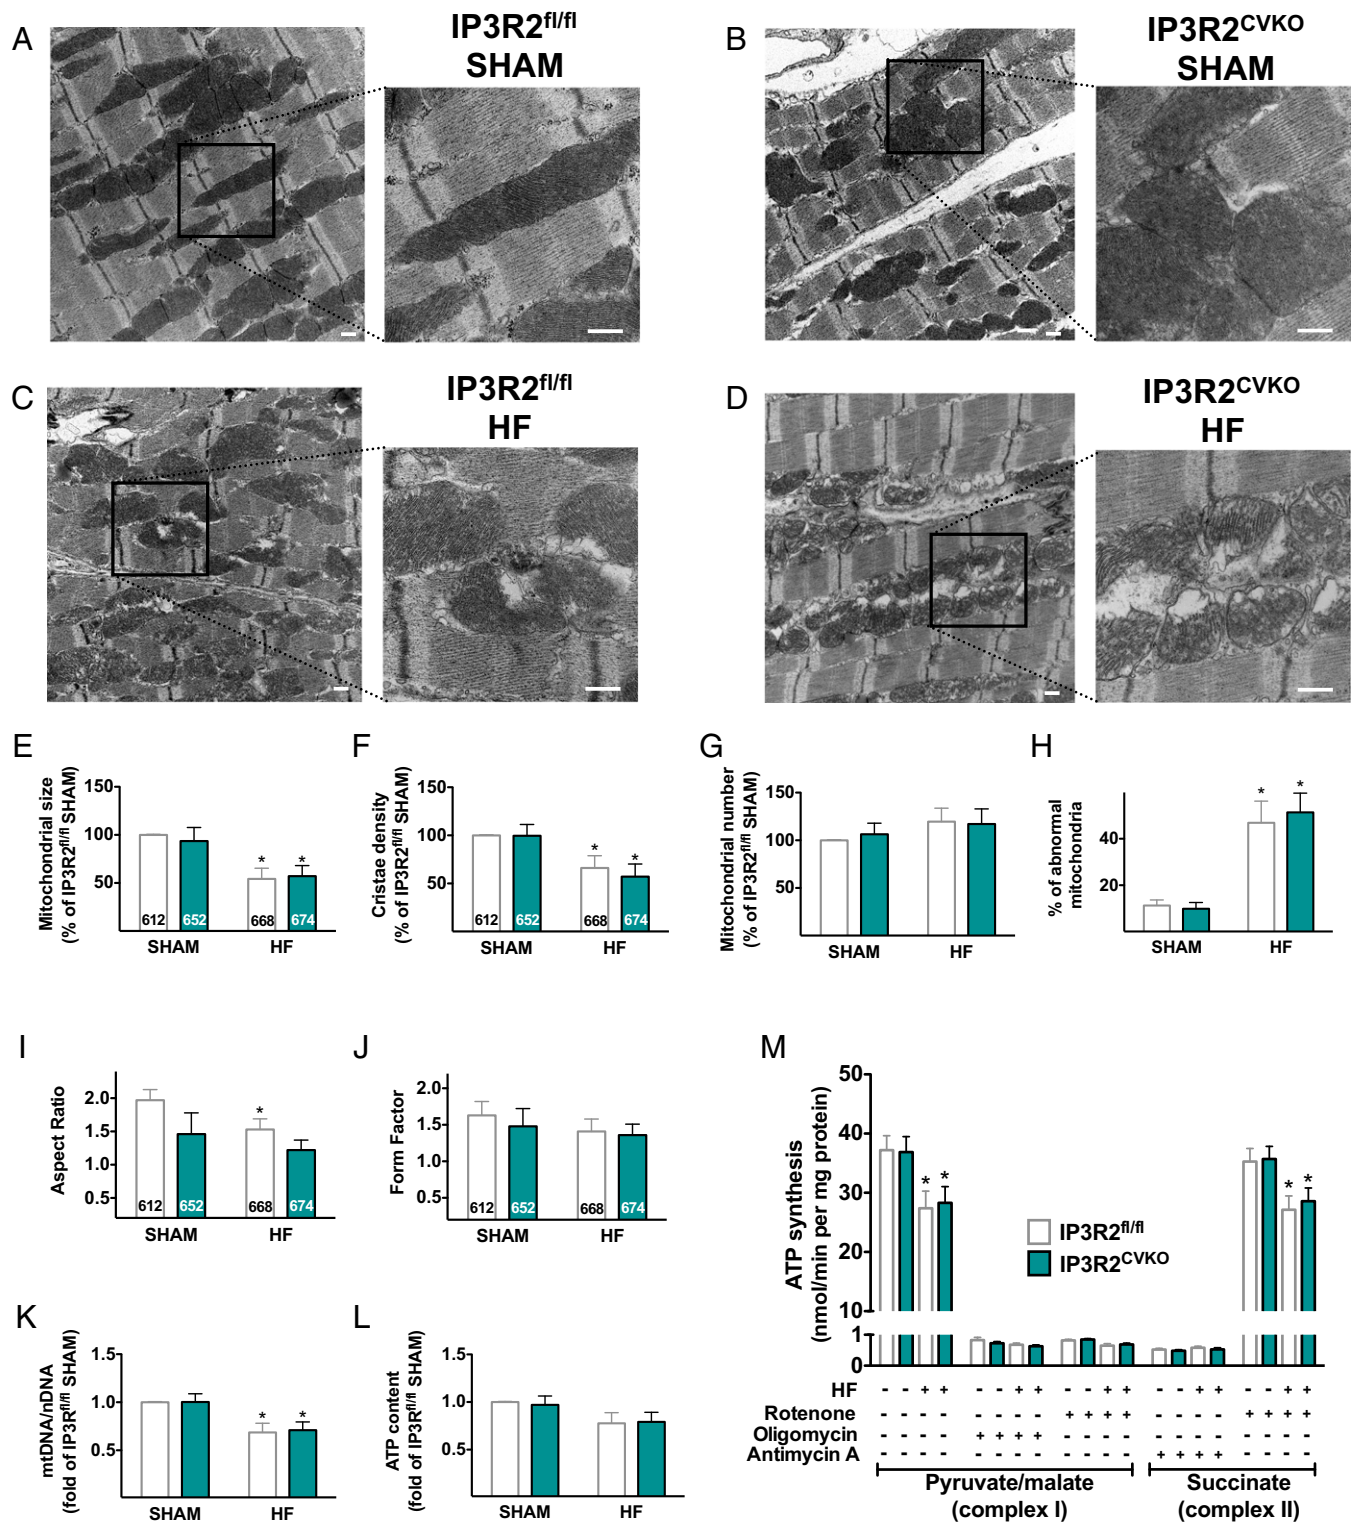 A
IP3R2fl/fl
SHAM
B
IP3R2CVKO
SHAM
C
IP3R2fl/fl
HF
D
IP3R2CVKO
HF
E
Mitochondrial size
(% of IP3R2fl/fl SHAM)
150
100
50
612
652
668
674
*
*
SHAM
HF
F
Cristae density
(% of IP3R2fl/fl SHAM)
150
100
50
612
652
668
674
*
*
SHAM
HF
G
Mitochondrial number
(% of IP3R2fl/fl SHAM)
150
100
50
SHAM
HF
H
% of abnormal
mitochondria
40
20
*
*
SHAM
HF
I
Aspect Ratio
2.0
1.5
1.0
0.5
612
652
668
674
*
SHAM
HF
J
Form Factor
2.0
1.5
1.0
0.5
612
652
668
674
SHAM
HF
K
mtDNA/nDNA
(fold of IP3Rfl/fl SHAM)
1.5
1.0
0.5
*
*
SHAM
HF
L
ATP content
(fold of IP3Rfl/fl SHAM)
1.5
1.0
0.5
SHAM
HF
M
ATP synthesis
(nmol/min per mg protein)
50
40
30
20
10
1
0
* *
* *
IP3R2fl/fl
IP3R2CVKO
HF - - + + - - + + - - + + - - + + - - + +
Rotenone - - - - - - - - + + + + - - - - + + + +
Oligomycin - - - - + + + + - - - - - - - - - - - -
Antimycin A - - - - - - - - - - - - + + + + - - - -
Pyruvate/malate
(complex I)
Succinate
(complex II)